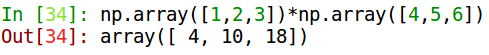 In [34]: np.array([1,2,3])*np.array([4,5,6])
Out[34]: array([ 4, 10, 18])